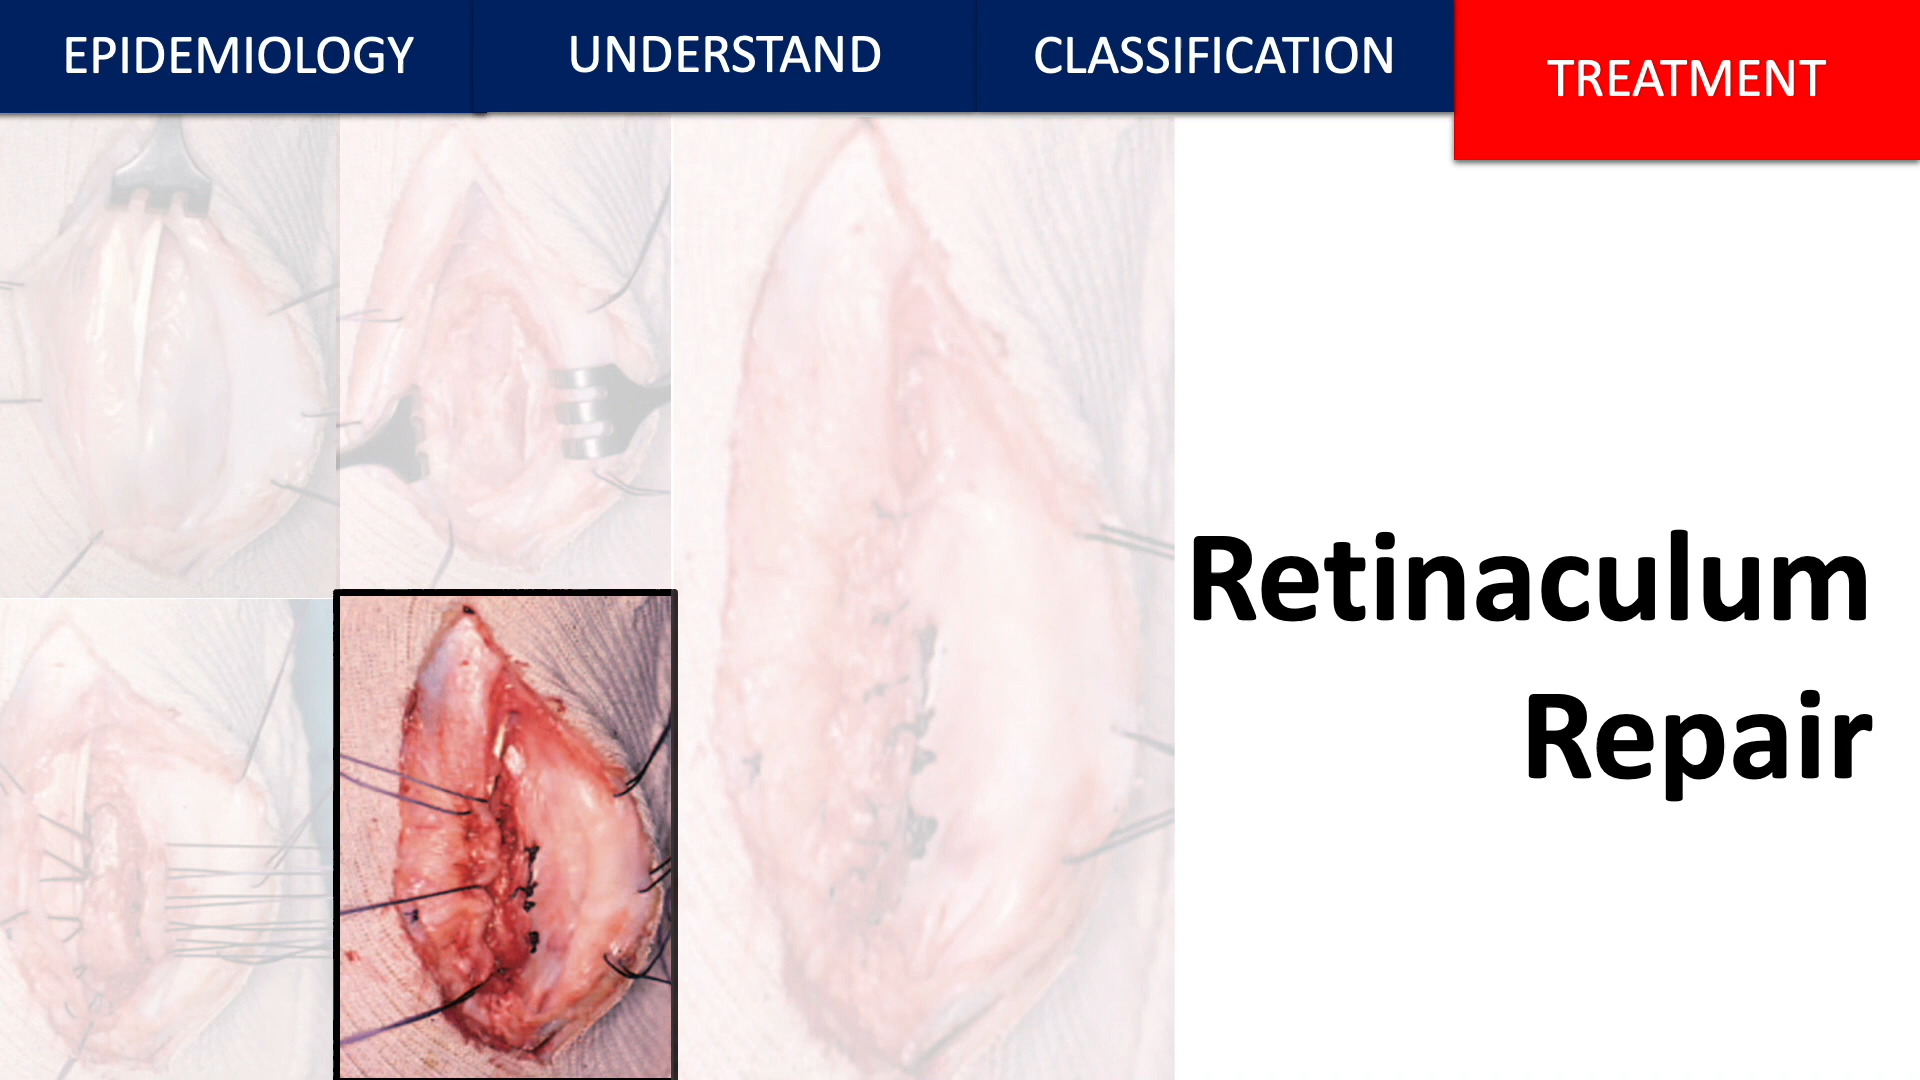 EPIDEMIOLOGY
UNDERSTAND
CLASSIFICATION
TREATMENT
Retinaculum
Repair